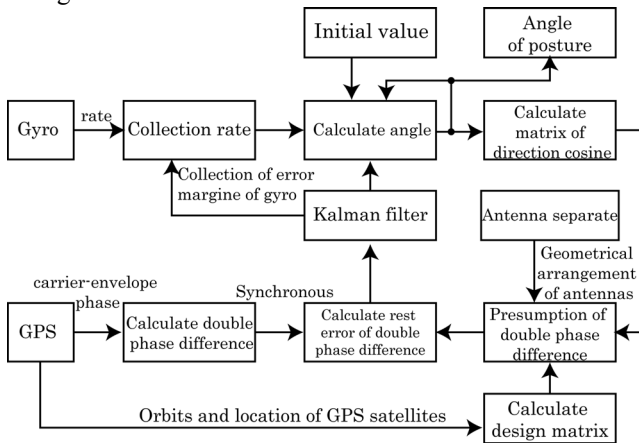 Initial value
Angle
of posture
Gyro
rate
Collection rate
Calculate angle
Calculate
matrix of
direction cosine
Collection of error
margine of gyro
Kalman filter
Antenna separate
Geometrical
arrangement
of antennas
carrier-envelope
phase
Synchronous
GPS
Calculate double
phase difference
Calculate rest
error of double
phase difference
Presumption of
double phase
difference
Orbits and location of GPS satellites
Calculate
design matrix